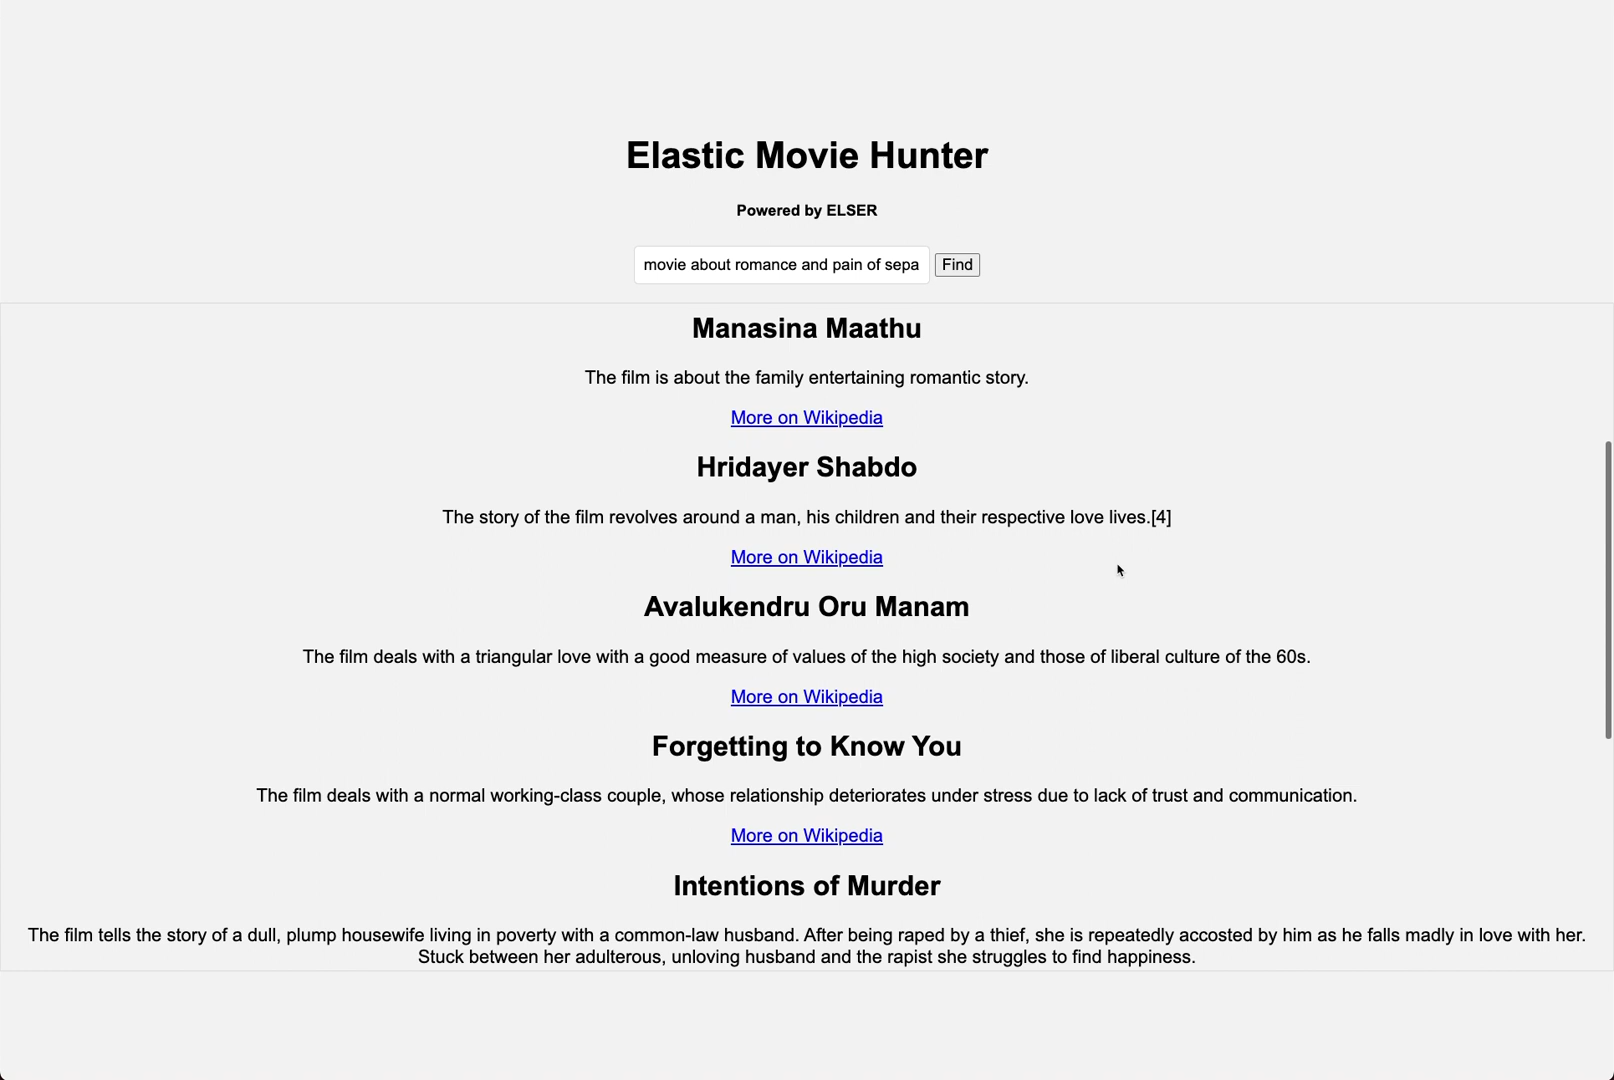 Elastic Movie Hunter
Powered by ELSER
movie about romance and pain of sepa
Find
Manasina Maathu
The film is about the family entertaining romantic story.
More on Wikipedia
Hridayer Shabdo
The story of the film revolves around a man, his children and their respective love lives.[4]
More on Wikipedia
Avalukendru Oru Manam
The film deals with a triangular love with a good measure of values of the high society and those of liberal culture of the 60s.
More on Wikipedia
Forgetting to Know You
The film deals with a normal working-class couple, whose relationship deteriorates under stress due to lack of trust and communication.
More on Wikipedia
Intentions of Murder
The film tells the story of a dull, plump housewife living in poverty with a common-law husband. After being raped by a thief, she is repeatedly accosted by him as he falls madly in love with her.
Stuck between her adulterous, unloving husband and the rapist she struggles to find happiness.